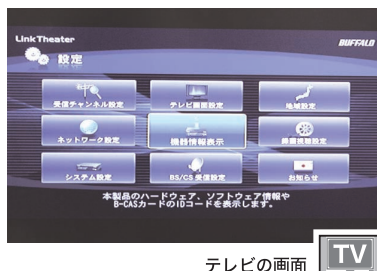 LinkTheater
BUFFALO
設定
受信チャンネル設定
テレビ画面設定
地域設定
ネットワーク設定
機器情報表示
録画視聴設定
システム設定
BS/CS 受信設定
お知らせ
本製品のハードウェア、ソフトウェア情報や
B-CASカードのIDコードを表示します。
テレビの画面
TV